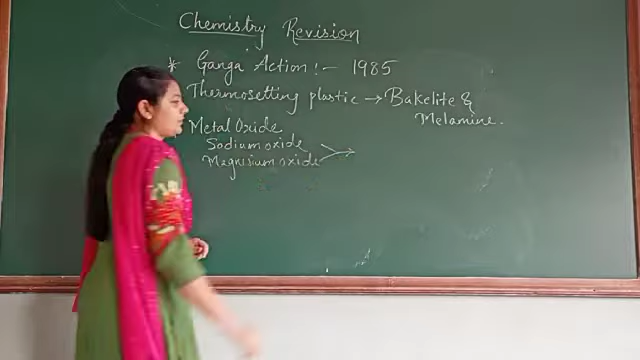 Chemistry Revision
* Ganga Action :- 1985
Thermosetting plastic → Bakelite &
Melamine.
Metal Oxide
Sodium oxide
Magnesium oxide